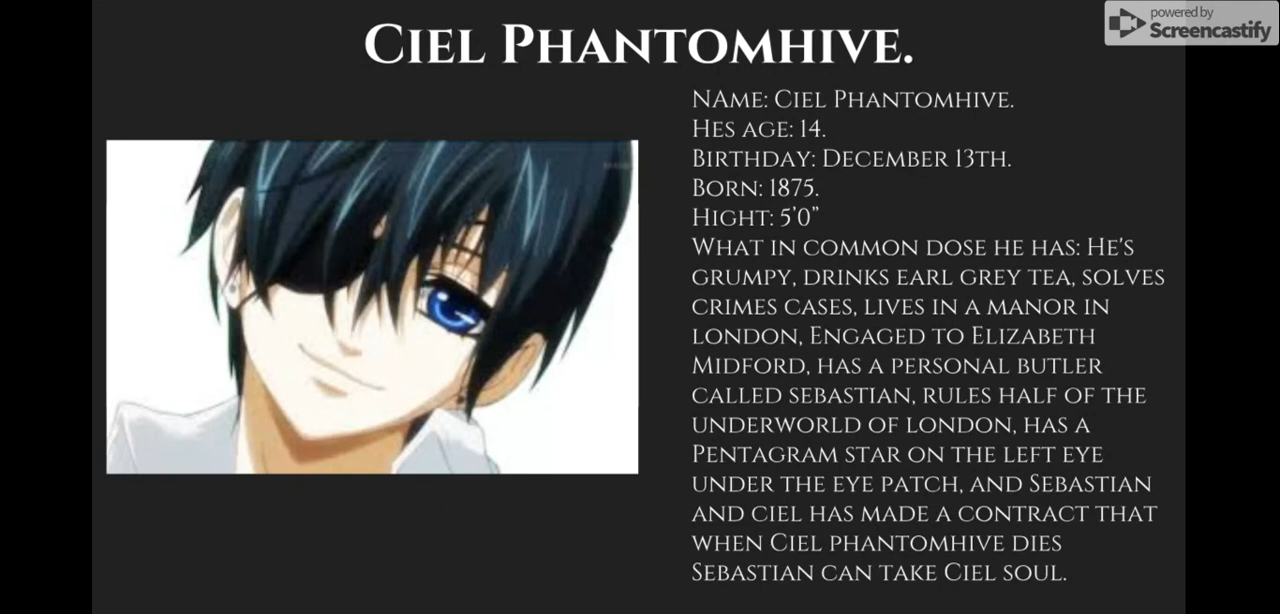 powered by
Screencastify
Ciel Phantomhive.
NAme: Ciel Phantomhive.
Hes age: 14.
Birthday: December 13th.
Born: 1875.
Hight: 5'0”
What in common dose he has: He's
grumpy, drinks earl grey tea, solves
crimes cases, lives in a manor in
london, Engaged to Elizabeth
Midford, has a personal butler
called sebastian, rules half of the
underworld of london, has a
Pentagram star on the left eye
under the eye patch, and Sebastian
and ciel has made a contract that
when Ciel phantomhive dies
Sebastian can take Ciel soul.